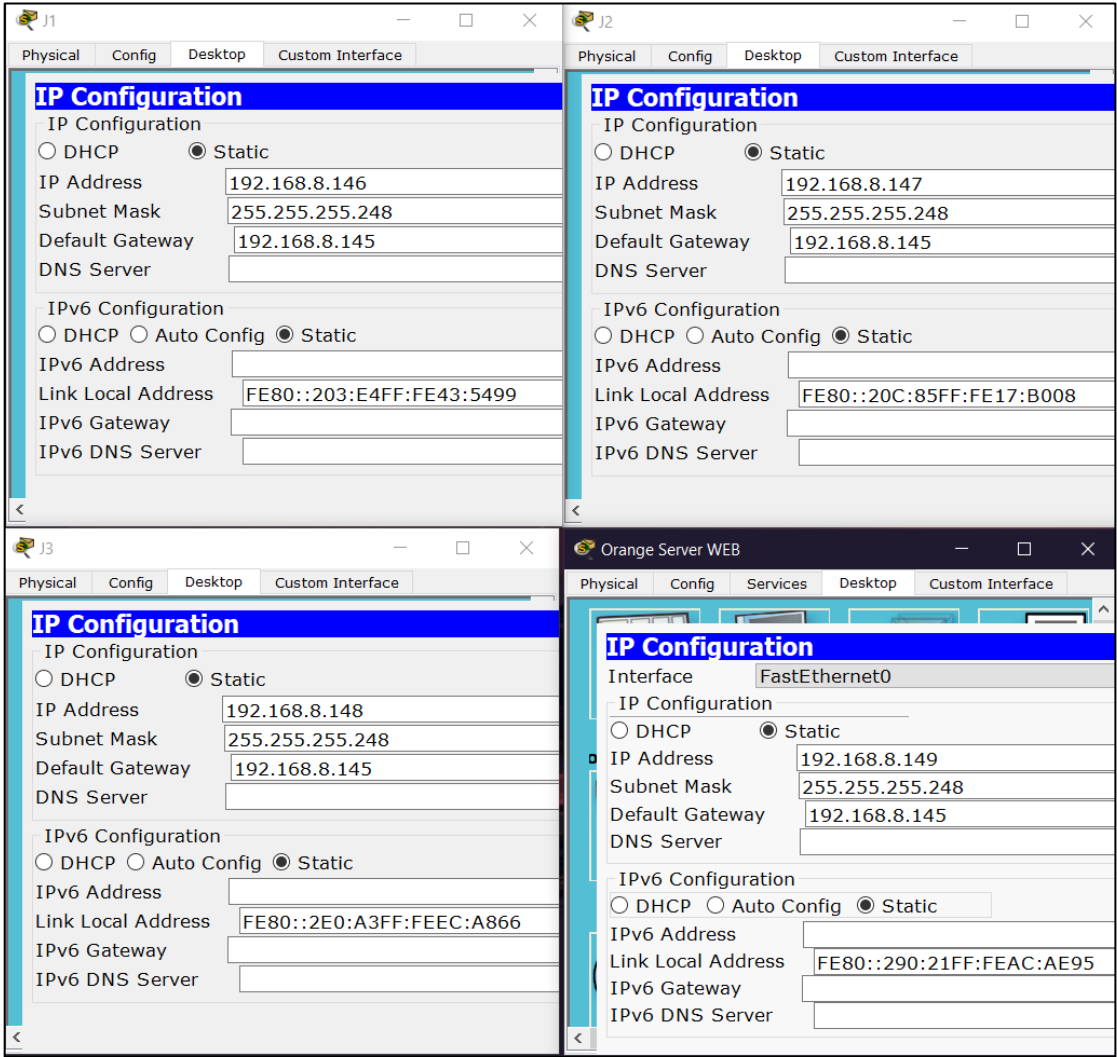 J1
Physical Config Desktop Custom Interface
IP Configuration
IP Configuration
DHCP Static
IP Address 192.168.8.146
Subnet Mask 255.255.255.248
Default Gateway 192.168.8.145
DNS Server
IPv6 Configuration
DHCP Auto Config Static
IPv6 Address
Link Local Address FE80::203:E4FF:FE43:5499
IPv6 Gateway
IPv6 DNS Server
J2
Physical Config Desktop Custom Interface
IP Configuration
IP Configuration
DHCP Static
IP Address 192.168.8.147
Subnet Mask 255.255.255.248
Default Gateway 192.168.8.145
DNS Server
IPv6 Configuration
DHCP Auto Config Static
IPv6 Address
Link Local Address FE80::20C:85FF:FE17:B008
IPv6 Gateway
IPv6 DNS Server
J3
Physical Config Desktop Custom Interface
IP Configuration
IP Configuration
DHCP Static
IP Address 192.168.8.148
Subnet Mask 255.255.255.248
Default Gateway 192.168.8.145
DNS Server
IPv6 Configuration
DHCP Auto Config Static
IPv6 Address
Link Local Address FE80::2E0:A3FF:FEEC:A866
IPv6 Gateway
IPv6 DNS Server
Orange Server WEB
Physical Config Services Desktop Custom Interface
IP Configuration
Interface FastEthernet0
IP Configuration
DHCP Static
IP Address 192.168.8.149
Subnet Mask 255.255.255.248
Default Gateway 192.168.8.145
DNS Server
IPv6 Configuration
DHCP Auto Config Static
IPv6 Address
Link Local Address FE80::290:21FF:FEAC:AE95
IPv6 Gateway
IPv6 DNS Server